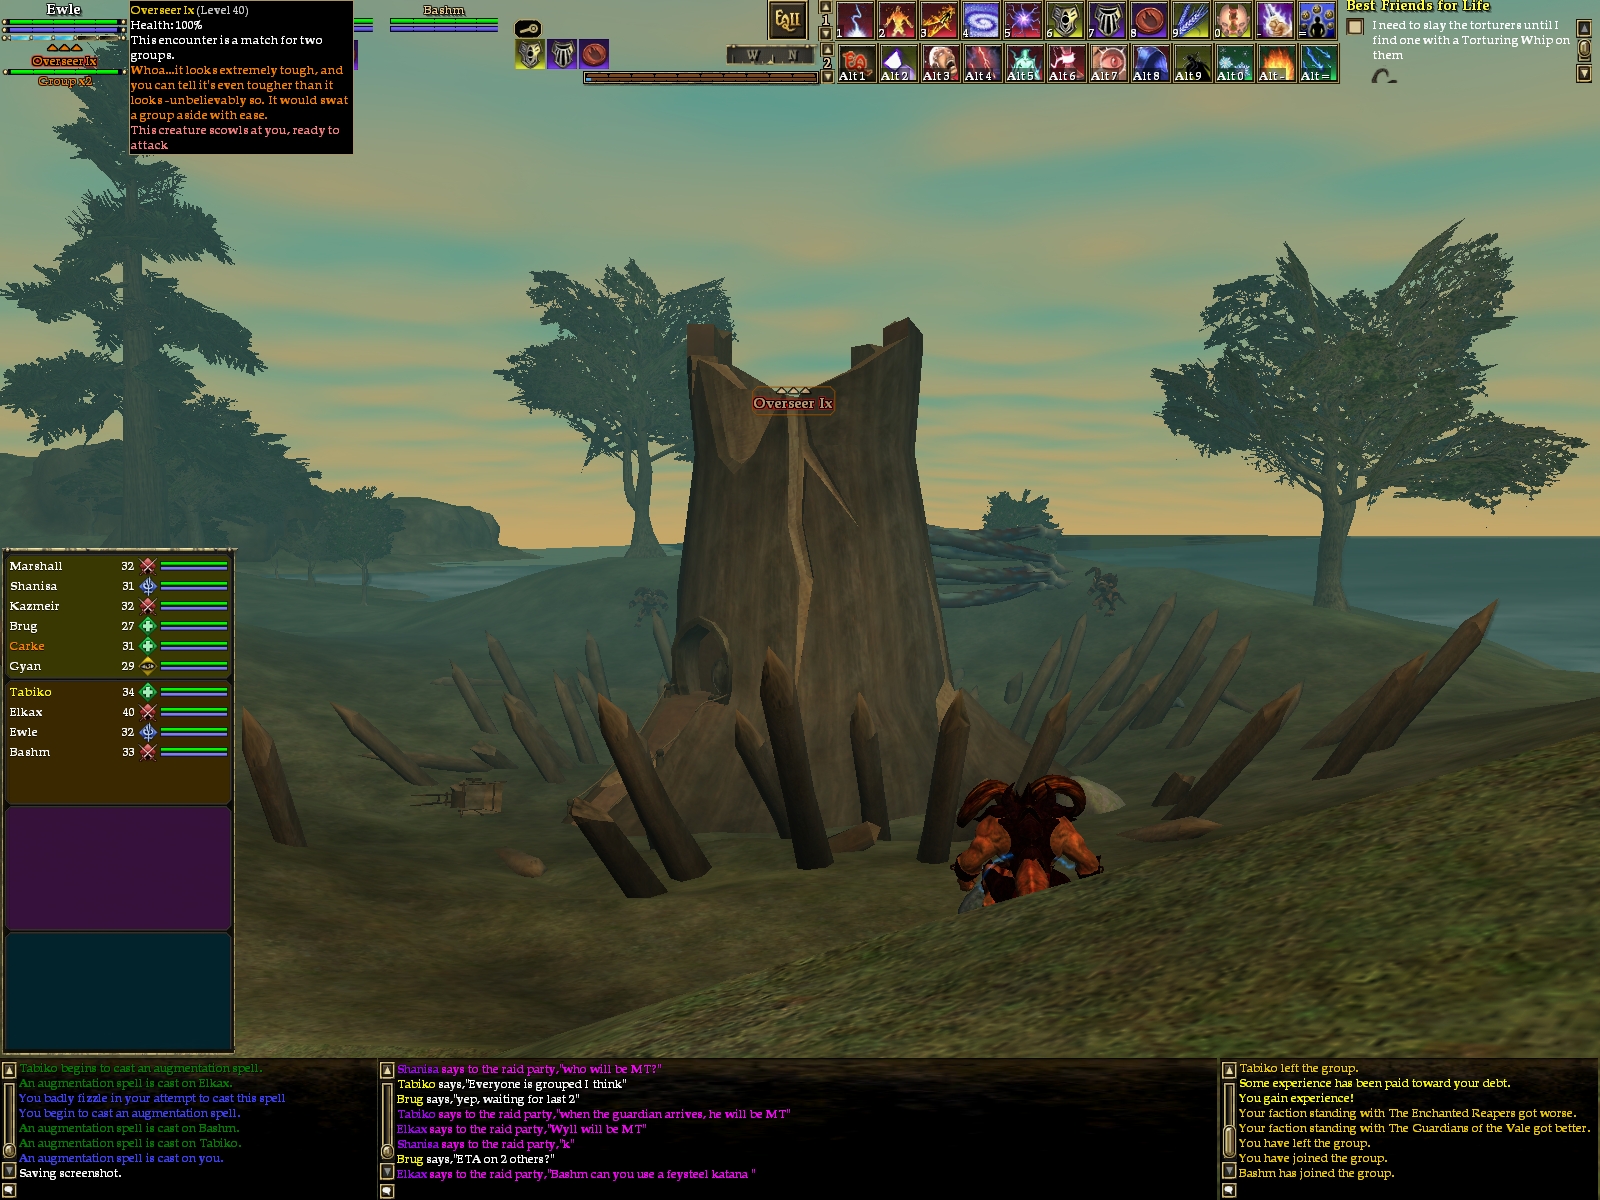 Ewle
Overseer Ix
Group x2
Overseer Ix (Level 40)
Health:100%
This encounter is a match for two
groups.
Whoa...it looks extremely tough, and
you can tell it's even tougher than it
looks -unbelievably so. It would swat
a group aside with ease.
This creature scowls at you, ready to
attack
Bashm
EQII
W N
1
2
1 2 3 4 5 6 7 8 9 0 - =
Alt1 Alt2 Alt3 Alt4 Alt5 Alt6 Alt7 Alt8 Alt9 Alt0 Alt- Alt=
Best Friends for Life
I need to slay the torturers until I
find one with a Torturing Whip on
them
Overseer Ix
Marshall 32
Shanisa 31
Kazmeir 32
Brug 27
Carke 31
Gyan 29
Tabiko 34
Elkax 40
Ewle 32
Bashm 33
Tabiko begins to cast an augmentation spell.
An augmentation spell is cast on Elkax.
You badly fizzle in your attempt to cast this spell
You begin to cast an augmentation spell.
An augmentation spell is cast on Bashm.
An augmentation spell is cast on Tabiko.
An augmentation spell is cast on you.
Saving screenshot.
Shanisa says to the raid party,"who will be MT?"
Tabiko says,"Everyone is grouped I think"
Brug says,"yep, waiting for last 2"
Tabiko says to the raid party,"when the guardian arrives, he will be MT"
Elkax says to the raid party,"Wyll will be MT"
Shanisa says to the raid party,"k"
Brug says,"ETA on 2 others?"
Elkax says to the raid party,"Bashm can you use a feysteel katana "
Tabiko left the group.
Some experience has been paid toward your debt.
You gain experience!
Your faction standing with The Enchanted Reapers got worse.
Your faction standing with The Guardians of the Vale got better.
You have left the group.
You have joined the group.
Bashm has joined the group.